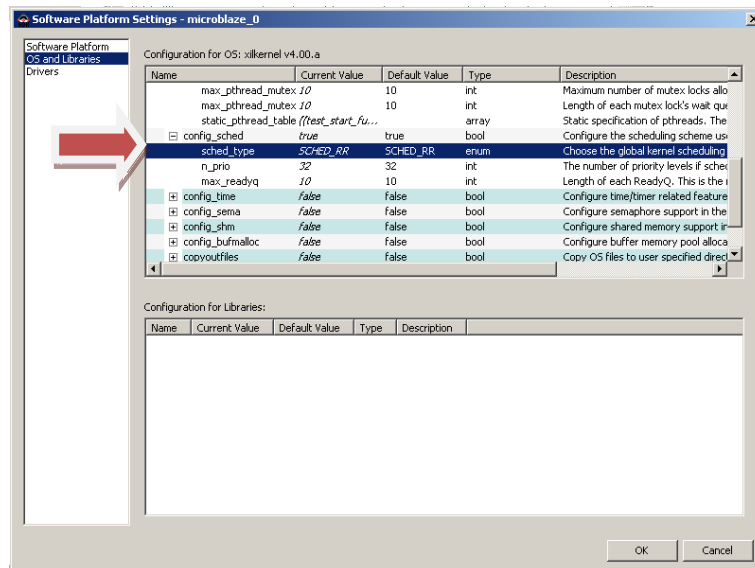 Software Platform Settings - microblaze_0
Software Platform
OS and Libraries
Drivers
Configuration for OS: xilkernel v4.00.a
Name Current Value Default Value Type Description
max_pthread_mutex 10 10 int Maximum number of mutex locks allo
max_pthread_mutex 10 10 int Length of each mutex lock's wait que
static_pthread_table ((test_start_fu... array Static specification of pthreads. The
config_sched true true bool Configure the scheduling scheme us
sched_type SCHED_RR SCHED_RR enum Choose the global kernel scheduling
n_prio 32 32 int The number of priority levels if sche
max_readyq 10 10 int Length of each ReadyQ. This is the
config_time false false bool Configure time/timer related feature
config_sema false false bool Configure semaphore support in the
config_shm false false bool Configure shared memory support in
config_bufmalloc false false bool Configure buffer memory pool alloca
copyoutfiles false false bool Copy OS files to user specified direct
Configuration for Libraries:
Name Current Value Default Value Type Description
OK Cancel